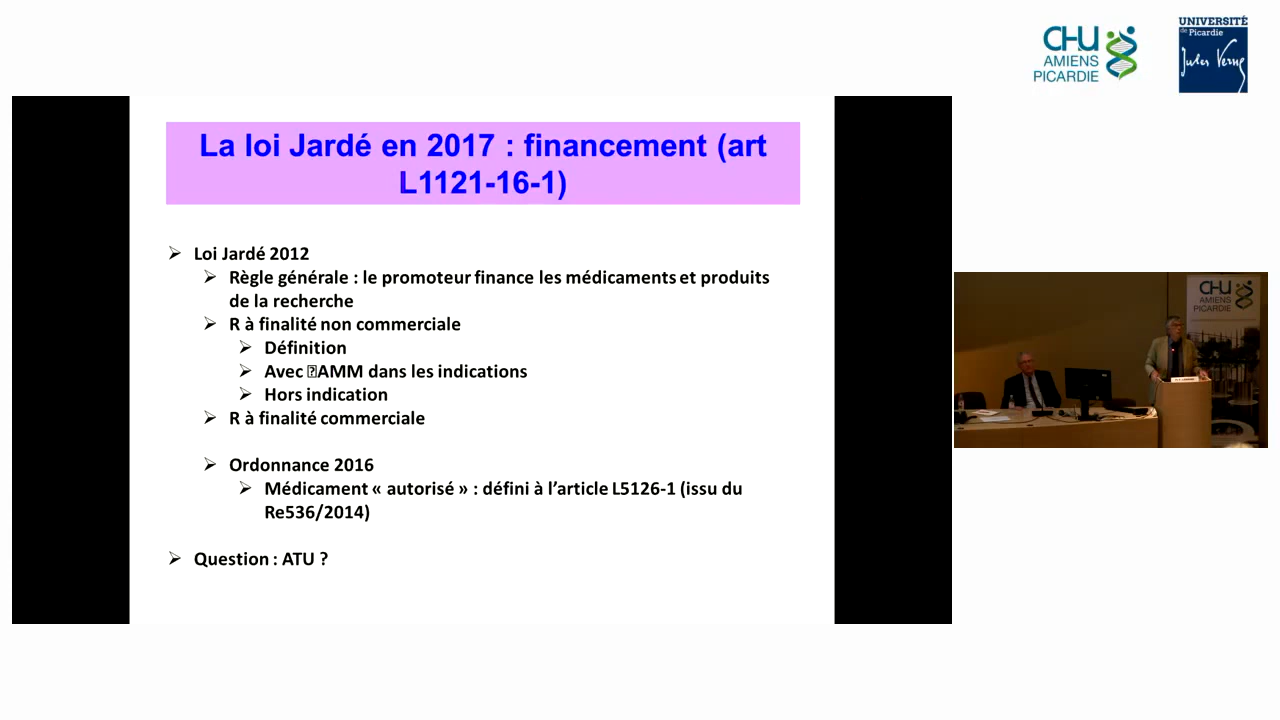 CHU
AMIENS
PICARDIE
UNIVERSITÉ
de Picardie
Jules Verne
La loi Jardé en 2017 : financement (art
L1121-16-1)
Loi Jardé 2012
Règle générale : le promoteur finance les médicaments et produits
de la recherche
R à finalité non commerciale
Définition
Avec AMM dans les indications
Hors indication
R à finalité commerciale
Ordonnance 2016
Médicament « autorisé » : défini à l’article L5126-1 (issu du
Re536/2014)
Question : ATU ?
CHU
AMIENS
PICARDIE